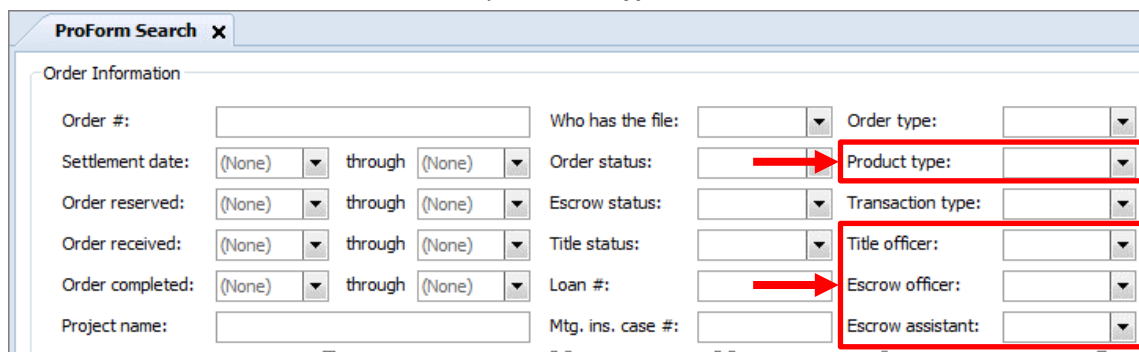 ProForm Search
Order Information
Order #: Who has the file: Order type:
Settlement date: (None) through (None) Order status: Product type:
Order reserved: (None) through (None) Escrow status: Transaction type:
Order received: (None) through (None) Title status: Title officer:
Order completed: (None) through (None) Loan #: Escrow officer:
Project name: Mtg. ins. case #: Escrow assistant: